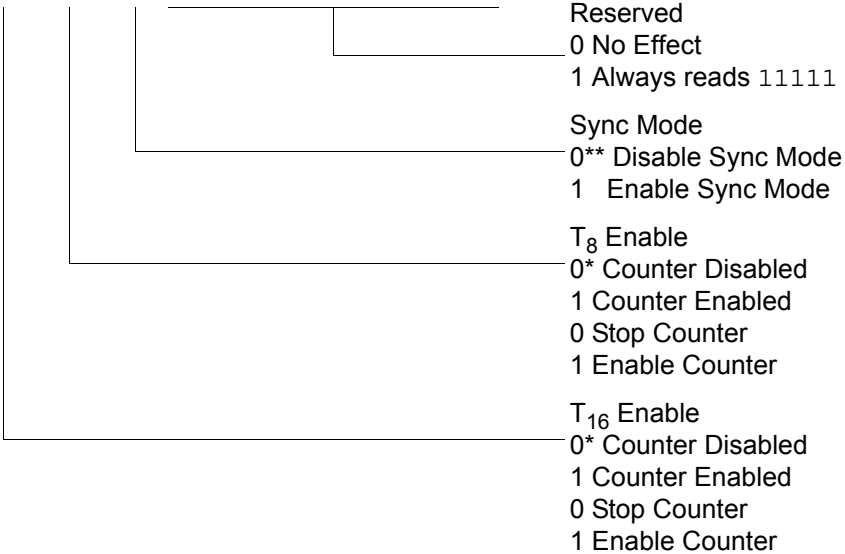 Reserved
0 No Effect
1 Always reads 11111
Sync Mode
0** Disable Sync Mode
1 Enable Sync Mode
T8 Enable
0* Counter Disabled
1 Counter Enabled
0 Stop Counter
1 Enable Counter
T16 Enable
0* Counter Disabled
1 Counter Enabled
0 Stop Counter
1 Enable Counter